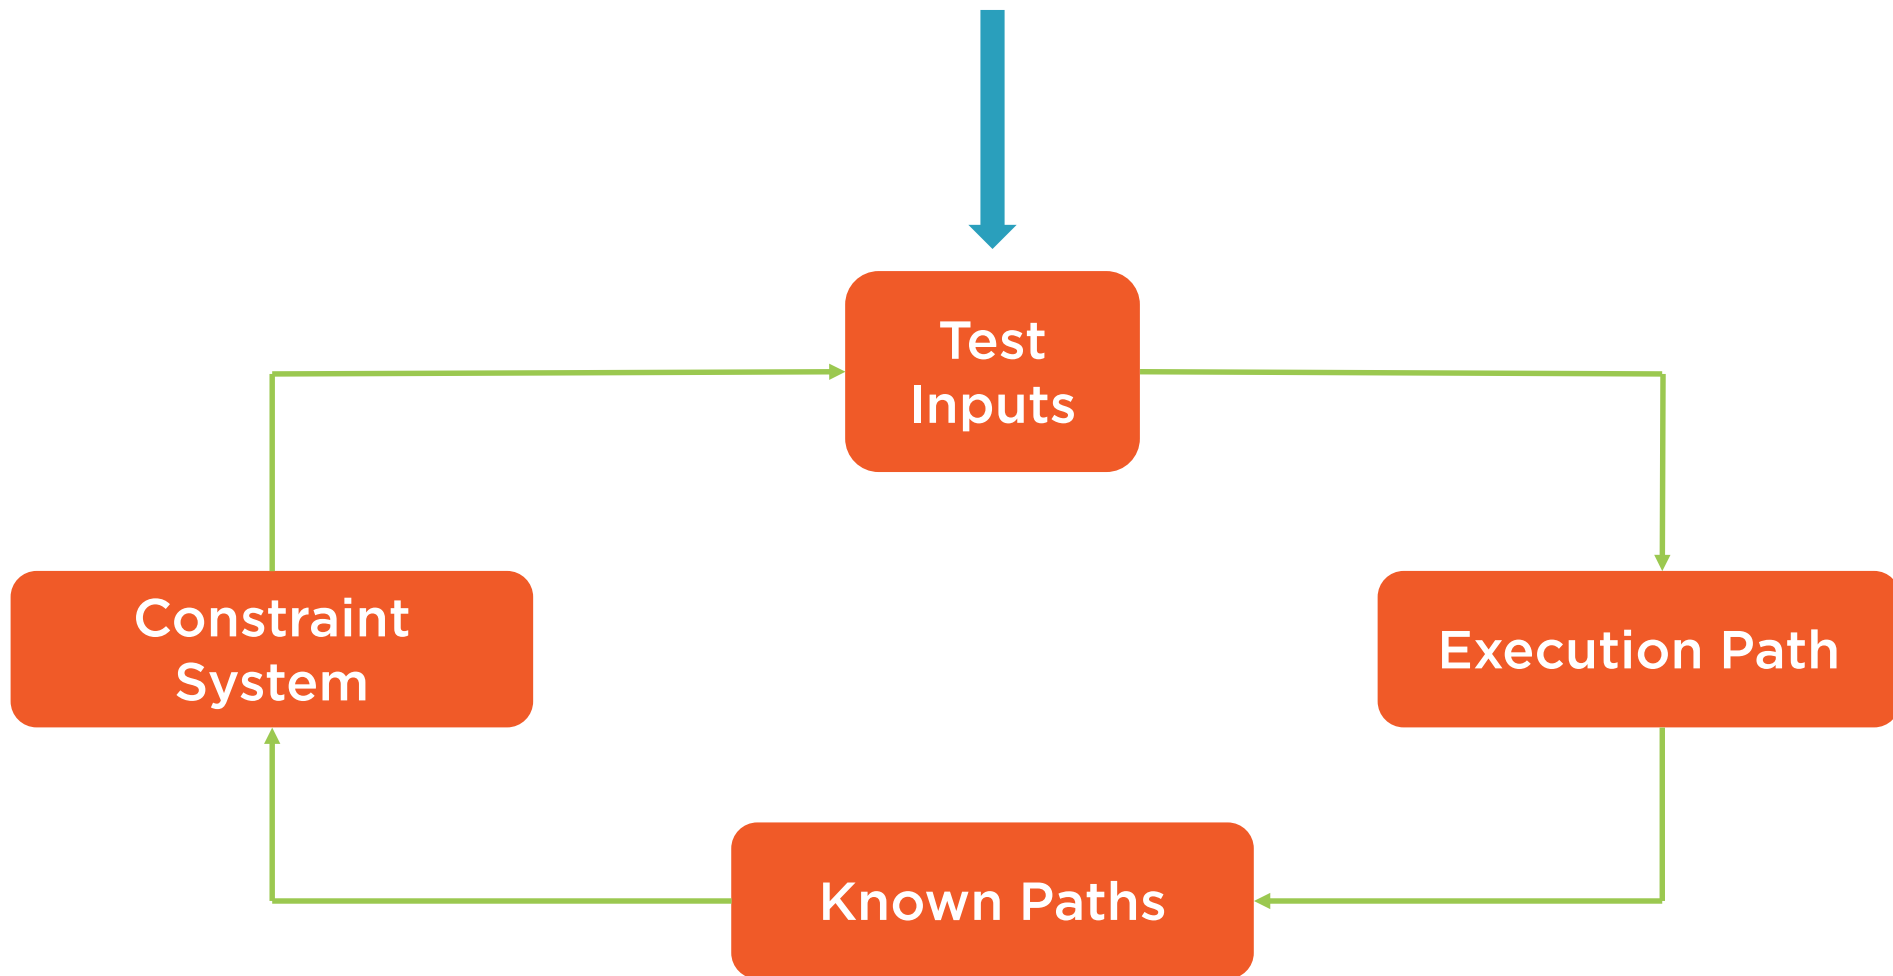 Test
Inputs
Constraint
System
Execution Path
Known Paths